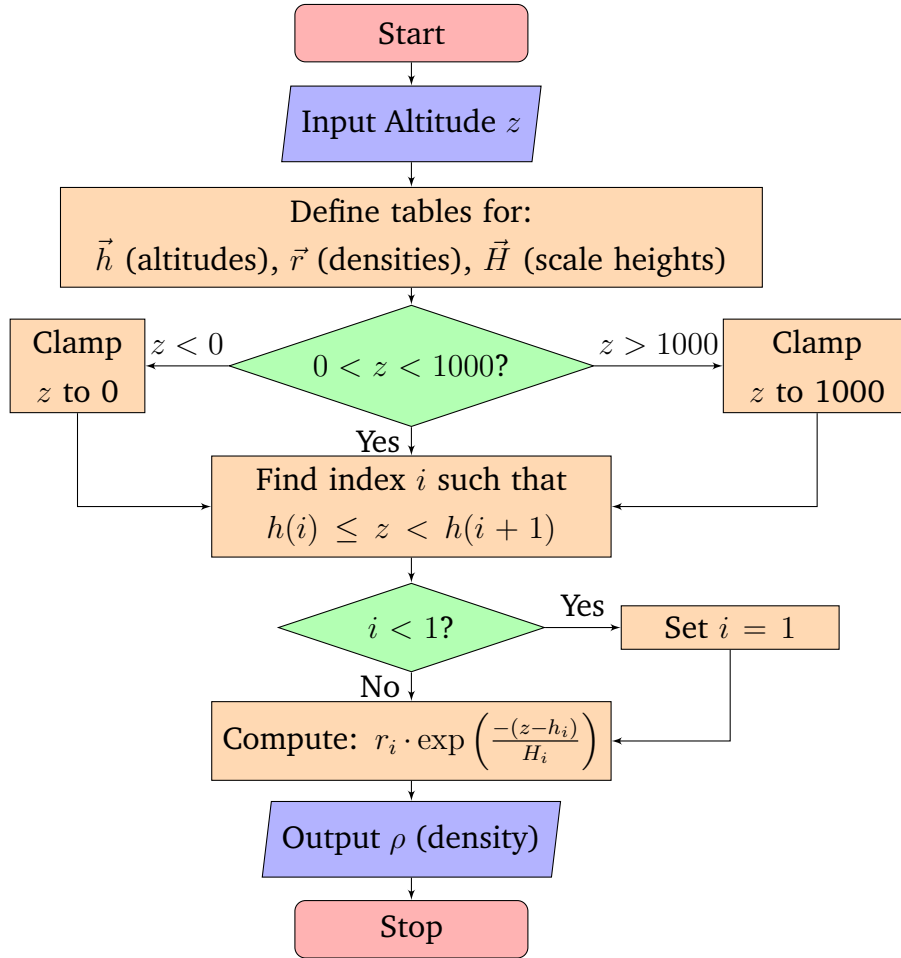 Start
Input Altitude z
Define tables for:
h⃗ (altitudes), r⃗ (densities), H⃗ (scale heights)
0 < z < 1000?
z < 0
Clamp
z to 0
z > 1000
Clamp
z to 1000
Yes
Find index i such that
h(i) ≤ z < h(i + 1)
i < 1?
Yes
Set i = 1
No
Compute: r_i · exp(−(z−h_i)/H_i)
Output ρ (density)
Stop